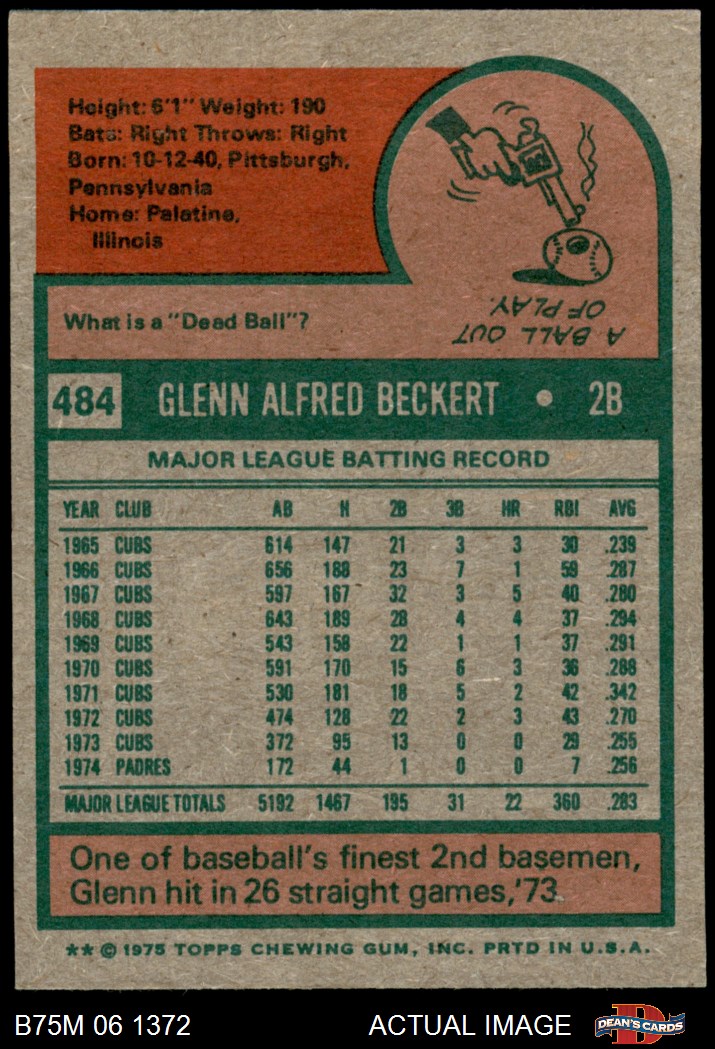 Height: 6'1" Weight: 190
Bats: Right Throws: Right
Born: 10-12-40, Pittsburgh,
Pennsylvania
Home: Palatine,
Illinois
What is a "Dead Ball"?
A BALL OUT
OF PLAY.
484 GLENN ALFRED BECKERT • 2B
MAJOR LEAGUE BATTING RECORD
YEAR CLUB AB H 2B 3B HR RBI AVG
1965 CUBS 614 147 21 3 3 30 .239
1966 CUBS 656 188 23 7 1 59 .287
1967 CUBS 597 167 32 3 5 40 .280
1968 CUBS 643 189 28 4 4 37 .294
1969 CUBS 543 158 22 1 1 37 .291
1970 CUBS 591 170 15 6 3 36 .288
1971 CUBS 530 181 18 5 2 42 .342
1972 CUBS 474 128 22 2 3 43 .270
1973 CUBS 372 95 13 0 0 29 .255
1974 PADRES 172 44 1 0 0 7 .256
MAJOR LEAGUE TOTALS 5192 1467 195 31 22 360 .283
One of baseball's finest 2nd basemen,
Glenn hit in 26 straight games,'73.
** © 1975 TOPPS CHEWING GUM, INC. PRTD IN U.S.A.
B75M 06 1372 ACTUAL IMAGE DEAN'S CARDS